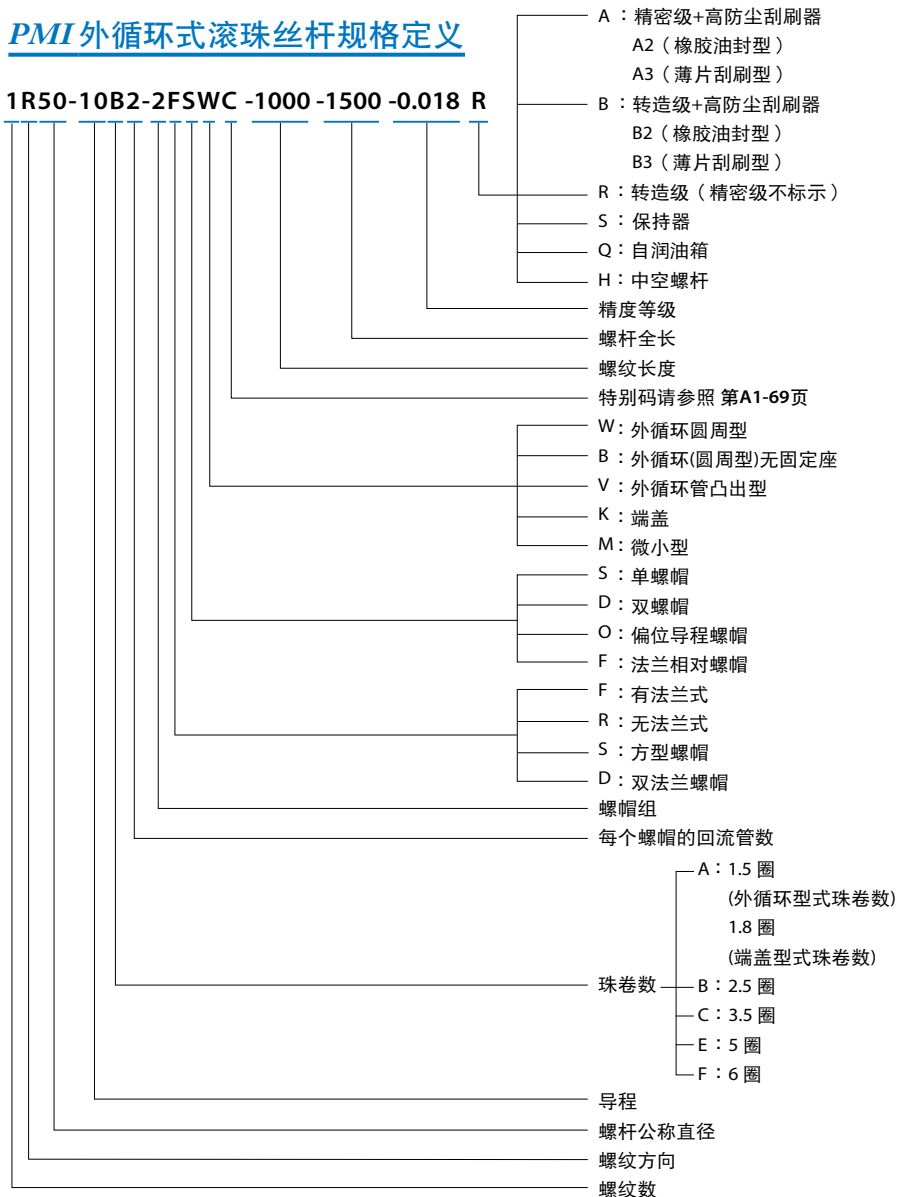 PMI 外循环式滚珠丝杆规格定义
1R50-10B2-2FSWC -1000 -1500 -0.018 R
A：精密级+高防尘刮刷器
A2（橡胶油封型）
A3（薄片刮刷型）
B：转造级+高防尘刮刷器
B2（橡胶油封型）
B3（薄片刮刷型）
R：转造级（精密级不标示）
S：保持器
Q：自润油箱
H：中空螺杆
精度等级
螺杆全长
螺纹长度
特别码请参照 第A1-69页
W：外循环圆周型
B：外循环(圆周型)无固定座
V：外循环管凸出型
K：端盖
M：微小型
S：单螺帽
D：双螺帽
O：偏位导程螺帽
F：法兰相对螺帽
F：有法兰式
R：无法兰式
S：方型螺帽
D：双法兰螺帽
螺帽组
每个螺帽的回流管数
珠卷数
A：1.5 圈
(外循环型式珠卷数)
1.8 圈
(端盖型式珠卷数)
B：2.5 圈
C：3.5 圈
E：5 圈
F：6 圈
导程
螺杆公称直径
螺纹方向
螺纹数